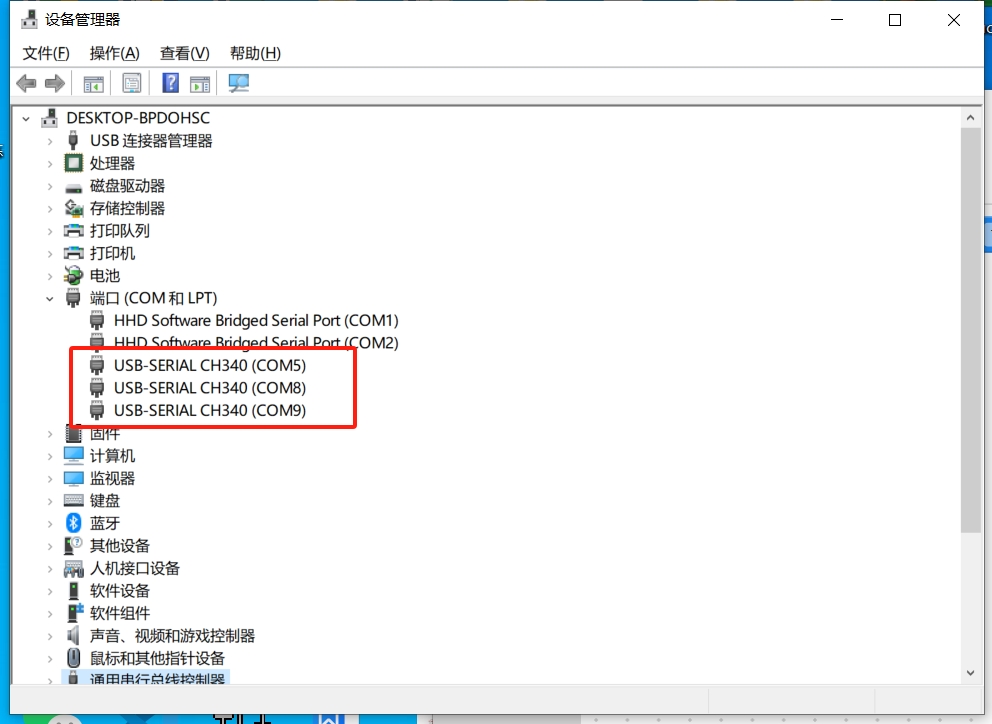 设备管理器
文件(F) 操作(A) 查看(V) 帮助(H)
DESKTOP-BPDOHSC
USB 连接器管理器
处理器
磁盘驱动器
存储控制器
打印队列
打印机
电池
端口 (COM 和 LPT)
HHD Software Bridged Serial Port (COM1)
HHD Software Bridged Serial Port (COM2)
USB-SERIAL CH340 (COM5)
USB-SERIAL CH340 (COM8)
USB-SERIAL CH340 (COM9)
固件
计算机
监视器
键盘
蓝牙
其他设备
人机接口设备
软件设备
软件组件
声音、视频和游戏控制器
鼠标和其他指针设备
通用串行总线控制器